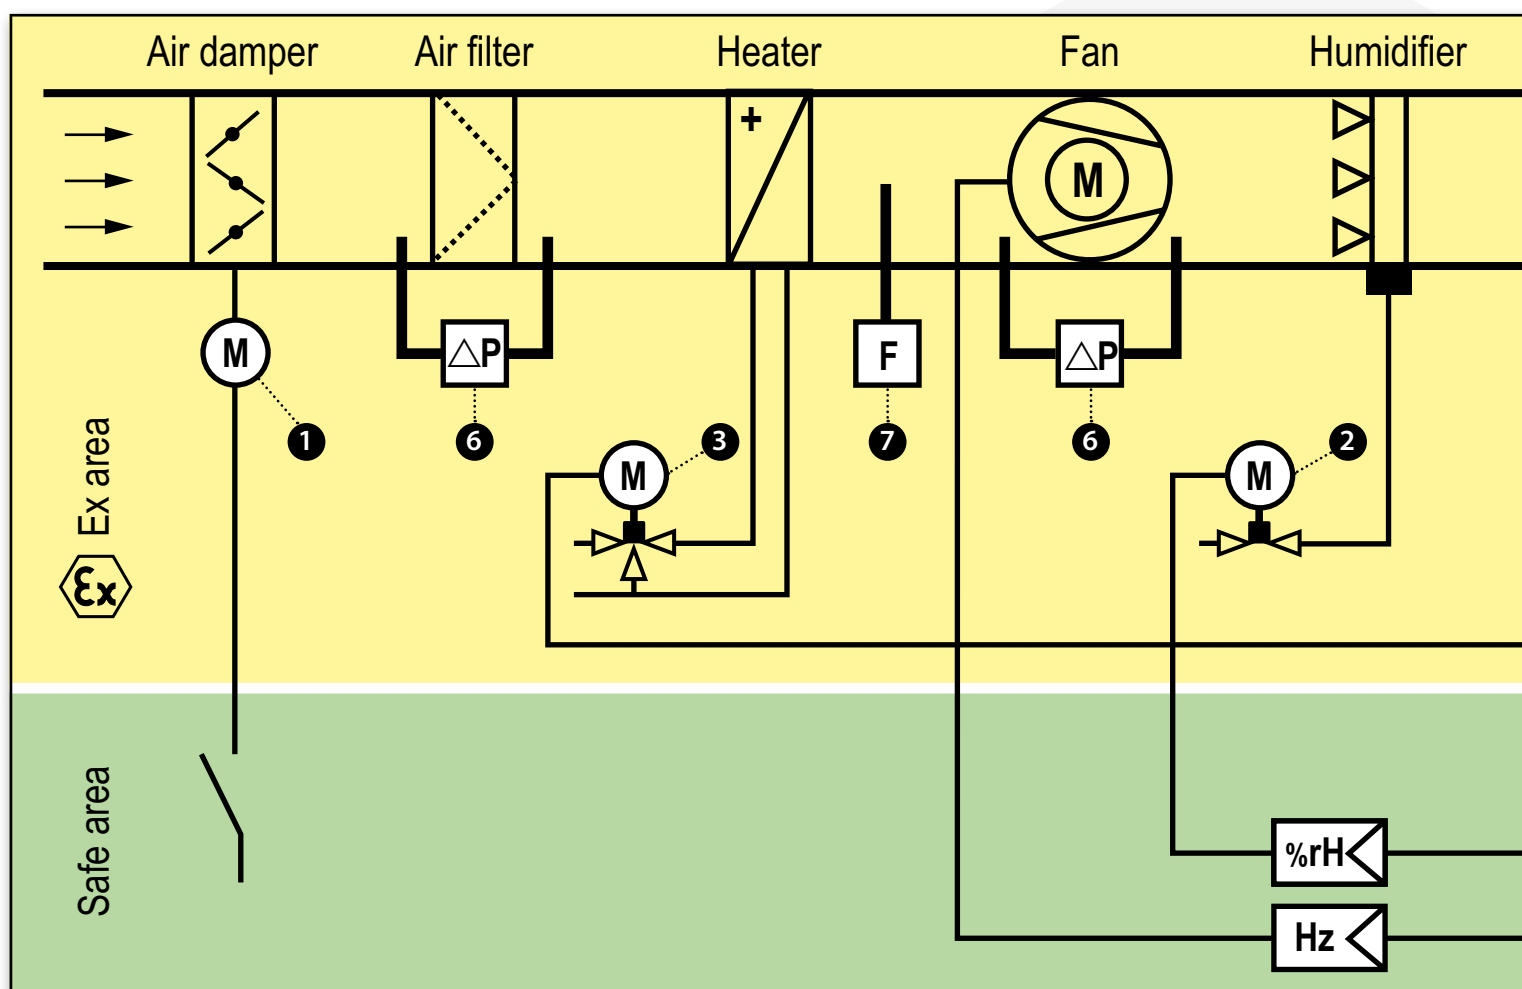 Air damper
Air filter
Heater
Fan
Humidifier
+
M
M
△P
F
△P
1
6
3
7
6
2
M
M
Ex area
Ex
Safe area
%rH
Hz